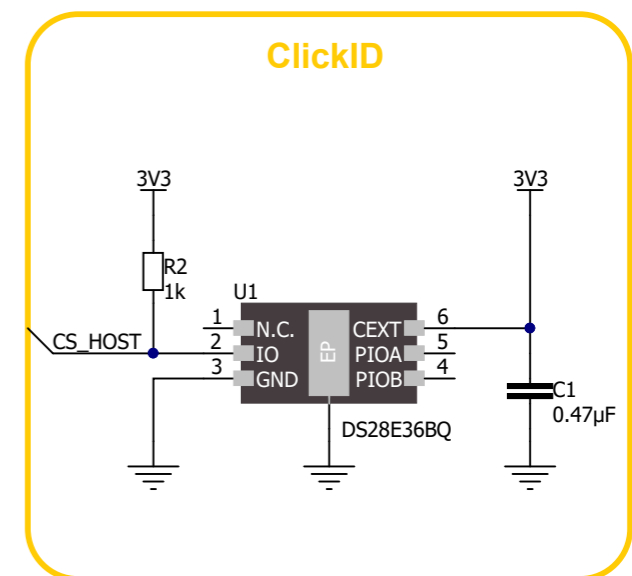 ClickID
3V3
3V3
R2
1k
U1
1
N.C.
CEXT
6
CS_HOST
2
IO
EP
PIOA
5
3
GND
PIOB
4
C1
0.47µF
DS28E36BQ